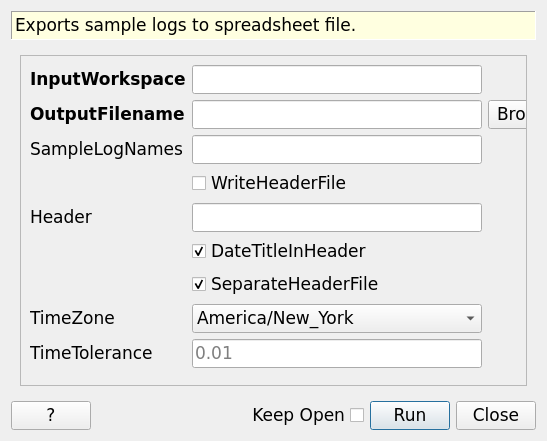 Exports sample logs to spreadsheet file.
InputWorkspace
OutputFilename Bro
SampleLogNames
WriteHeaderFile
Header
DateTitleInHeader
SeparateHeaderFile
TimeZone America/New_York
TimeTolerance 0.01
? Keep Open Run Close